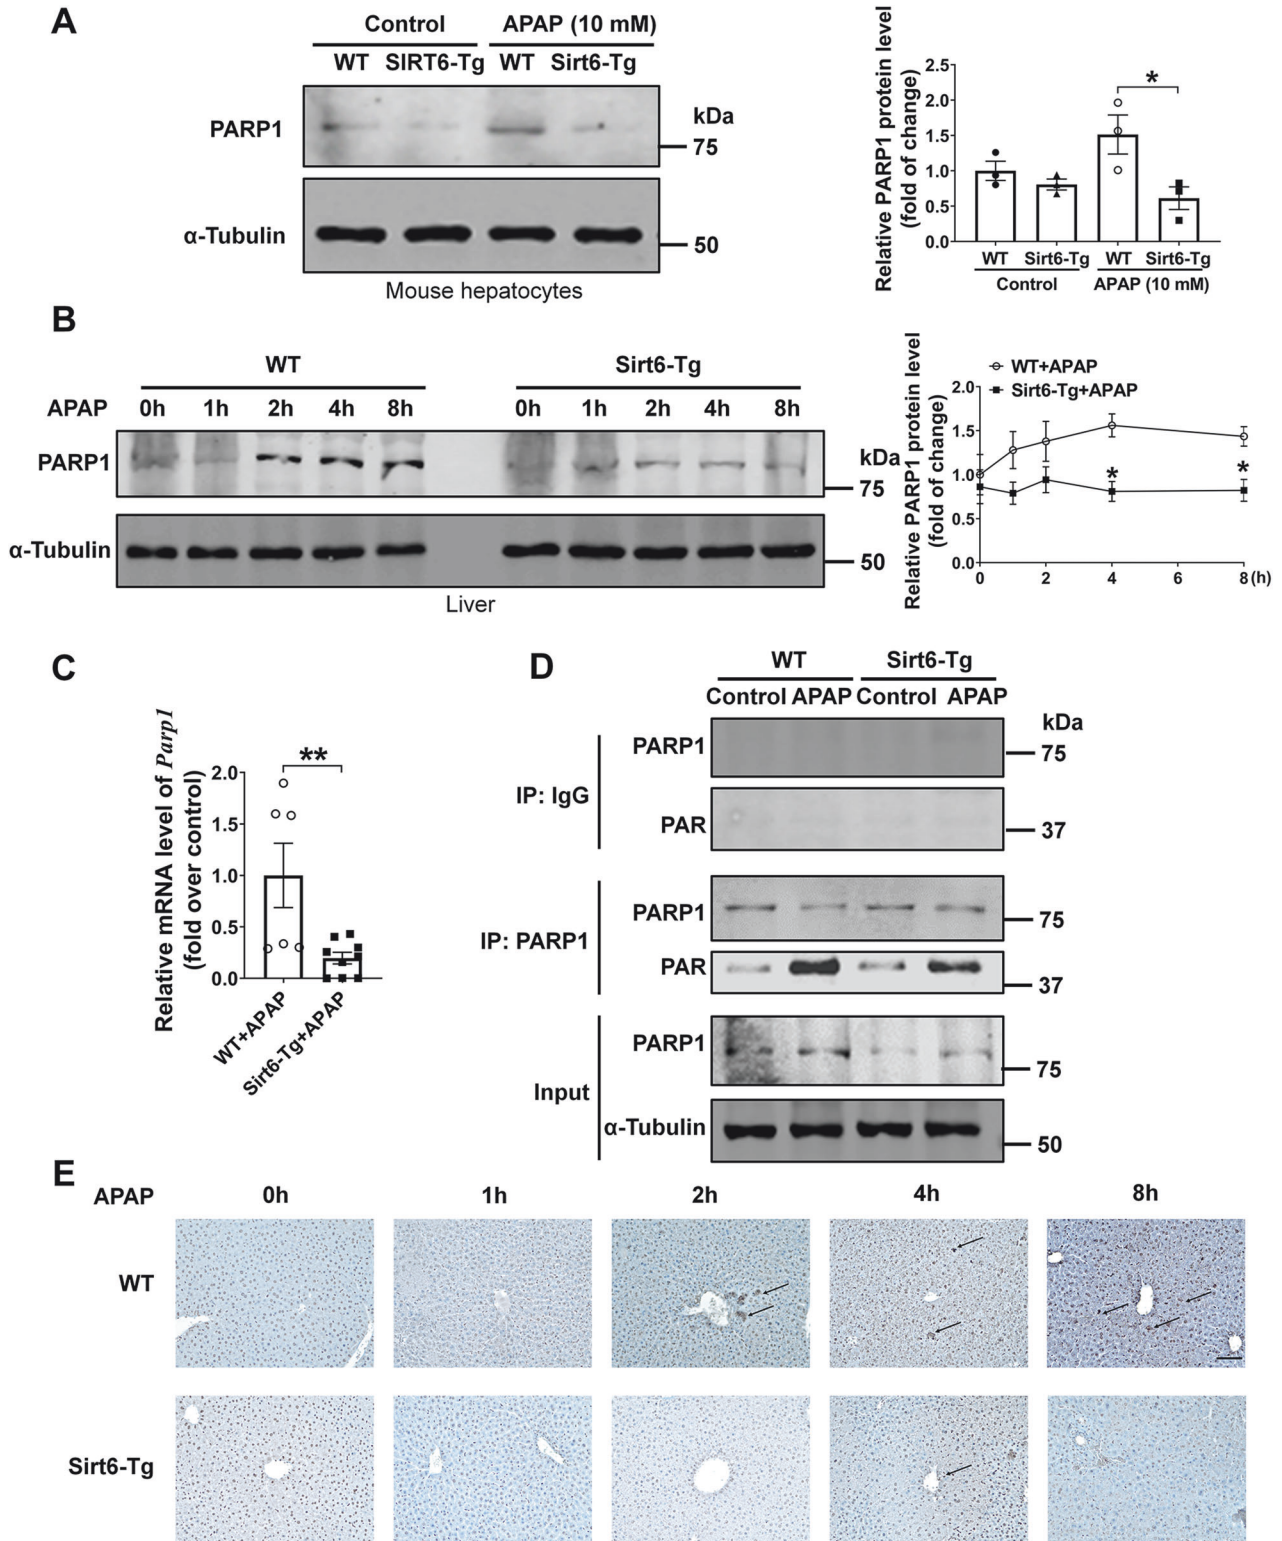 A
Control APAP (10 mM)
WT SIRT6-Tg WT Sirt6-Tg
PARP1
kDa
75
α-Tubulin
50
Mouse hepatocytes
Relative PARP1 protein level
(fold of change)
2.5
2.0
1.5
1.0
0.5
0.0
*
WT Sirt6-Tg WT Sirt6-Tg
Control APAP (10 mM)
B
WT Sirt6-Tg
APAP 0h 1h 2h 4h 8h 0h 1h 2h 4h 8h
PARP1
kDa
75
α-Tubulin
50
Liver
Relative PARP1 protein level
(fold of change)
WT+APAP
Sirt6-Tg+APAP
2.0
1.5
1.0
0.5
0.0
* *
0 2 4 6 8 (h)
C
Relative mRNA level of Parp1
(fold over control)
2.0
1.5
1.0
0.5
0.0
**
WT+APAP
Sirt6-Tg+APAP
D
WT Sirt6-Tg
Control APAP Control APAP
kDa
IP: IgG
PARP1
75
PAR
37
IP: PARP1
PARP1
75
PAR
37
Input
PARP1
75
α-Tubulin
50
E
APAP 0h 1h 2h 4h 8h
WT
Sirt6-Tg